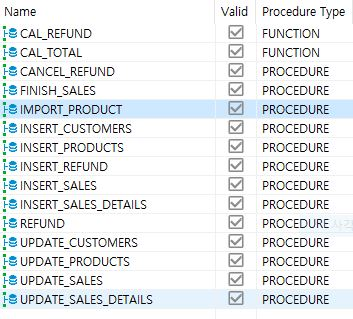 Name Valid Procedure Type
CAL_REFUND FUNCTION
CAL_TOTAL FUNCTION
CANCEL_REFUND PROCEDURE
FINISH_SALES PROCEDURE
IMPORT_PRODUCT PROCEDURE
INSERT_CUSTOMERS PROCEDURE
INSERT_PRODUCTS PROCEDURE
INSERT_REFUND PROCEDURE
INSERT_SALES PROCEDURE
INSERT_SALES_DETAILS PROCEDURE
REFUND PROCEDURE
UPDATE_CUSTOMERS PROCEDURE
UPDATE_PRODUCTS PROCEDURE
UPDATE_SALES PROCEDURE
UPDATE_SALES_DETAILS PROCEDURE